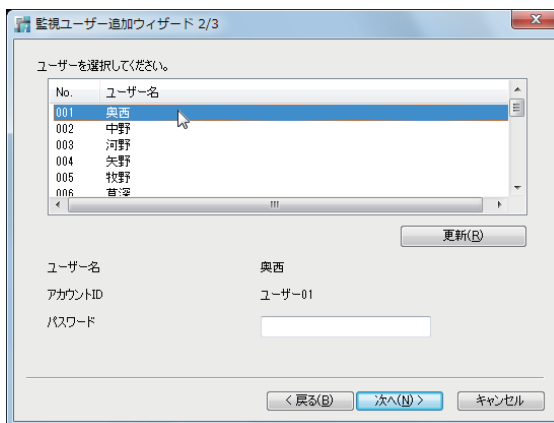 監視ユーザー追加ウィザード 2/3
ユーザーを選択してください。
No. ユーザー名
001 奥西
002 中野
003 河野
004 矢野
005 牧野
006 草深
更新(R)
ユーザー名 奥西
アカウントID ユーザー01
パスワード
< 戻る(B) 次へ(N) > キャンセル